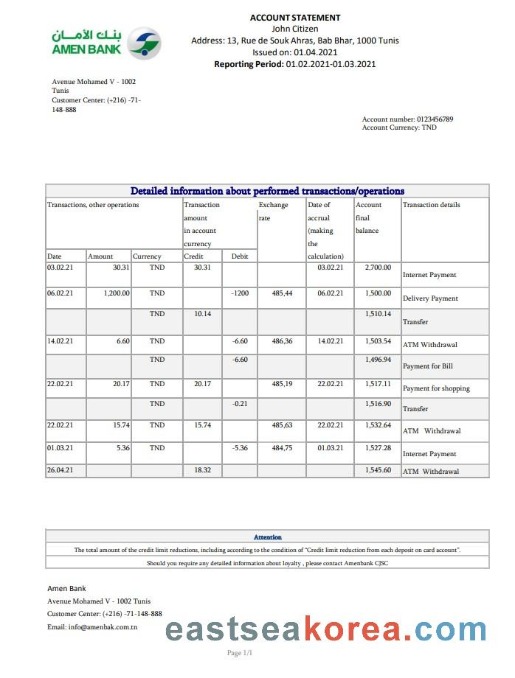 بنك الأمان
AMEN BANK
ACCOUNT STATEMENT
John Citizen
Address: 13, Rue de Souk Ahras, Bab Bhar, 1000 Tunis
Issued on: 01.04.2021
Reporting Period: 01.02.2021-01.03.2021
Avenue Mohamed V - 1002
Tunis
Customer Center: (+216) -71-
148-888
Account number: 0123456789
Account Currency: TND
Detailed information about performed transactions/operations
Transactions, other operations
Transaction
amount
in account
currency
Exchange
rate
Date of
accrual
(making
the
calculation)
Account
final
balance
Transaction details
Date Amount Currency Credit Debit
03.02.21 30.31 TND 30.31 03.02.21 2,700.00 Internet Payment
06.02.21 1,200.00 TND -1200 485,44 06.02.21 1,500.00 Delivery Payment
TND 10.14 1,510.14 Transfer
14.02.21 6.60 TND -6.60 486,36 14.02.21 1,503.54 ATM Withdrawal
TND -6.60 1,496.94 Payment for Bill
22.02.21 20.17 TND 20.17 485,19 22.02.21 1,517.11 Payment for shopping
TND -0.21 1,516.90 Transfer
22.02.21 15.74 TND 15.74 485,63 22.02.21 1,532.64 ATM Withdrawal
01.03.21 5.36 TND -5.36 484,75 01.03.21 1,527.28 Internet Payment
26.04.21 18.32 1,545.60 ATM Withdrawal
Attention
The total amount of the credit limit reductions, including according to the condition of "Credit limit reduction from each deposit on card account".
Should you require any detailed information about loyalty , please contact Amenbank CJSC
Amen Bank
Avenue Mohamed V - 1002 Tunis
Customer Center: (+216) -71-148-888
Email: info@amenbak.com.tn
eastseakorea.com
Page 1/1